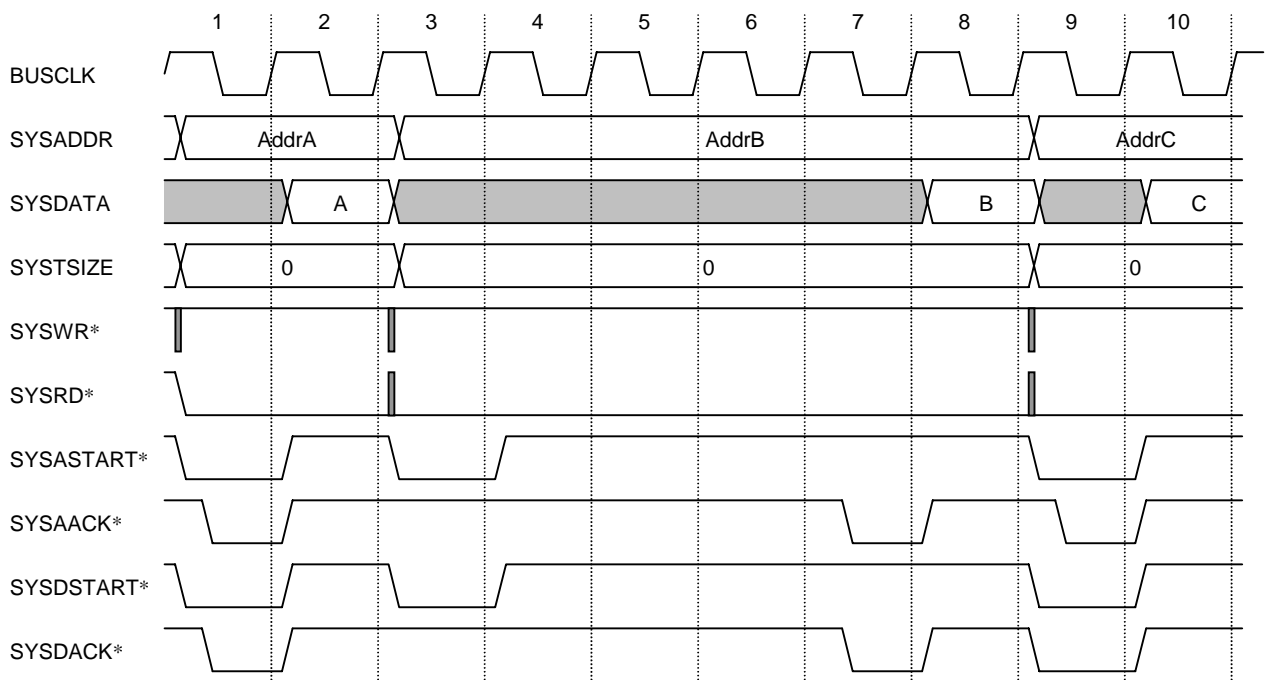 1 2 3 4 5 6 7 8 9 10
BUSCLK
SYSADDR AddrA AddrB AddrC
SYSDATA A B C
SYSTSIZE 0 0 0
SYSWR*
SYSRD*
SYSASTART*
SYSAACK*
SYSDSTART*
SYSDACK*